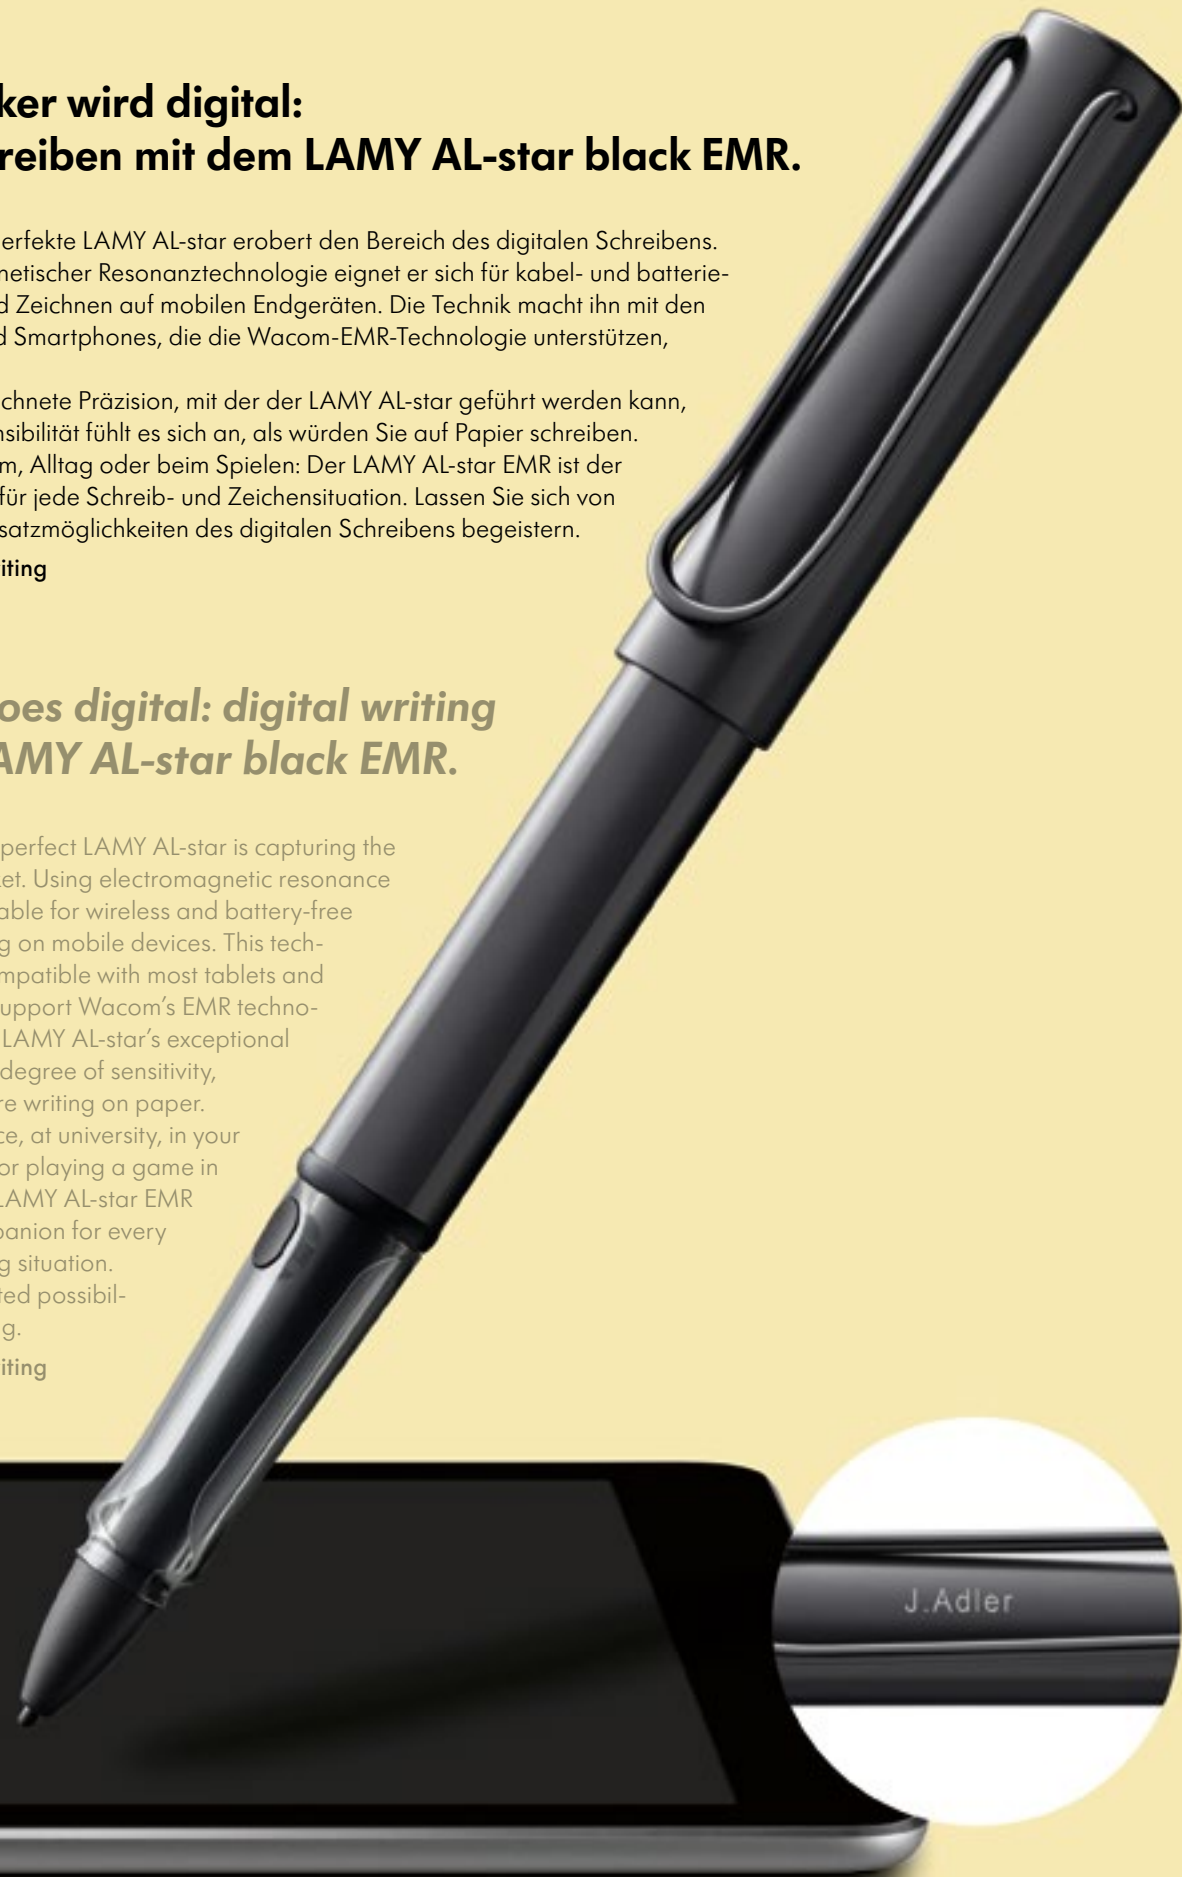 ker wird digital:
reiben mit dem LAMY AL-star black EMR.
erfekte LAMY AL-star erobert den Bereich des digitalen Schreibens.
netischer Resonanztechnologie eignet er sich für kabel- und batterie-
d Zeichnen auf mobilen Endgeräten. Die Technik macht ihn mit den
d Smartphones, die die Wacom-EMR-Technologie unterstützen,
chnete Präzision, mit der der LAMY AL-star geführt werden kann,
nsibilität fühlt es sich an, als würden Sie auf Papier schreiben.
m, Alltag oder beim Spielen: Der LAMY AL-star EMR ist der
für jede Schreib- und Zeichensituation. Lassen Sie sich von
satzmöglichkeiten des digitalen Schreibens begeistern.
iting
oes digital: digital writing
AMY AL-star black EMR.
perfect LAMY AL-star is capturing the
et. Using electromagnetic resonance
able for wireless and battery-free
g on mobile devices. This tech-
mpatible with most tablets and
upport Wacom's EMR techno-
LAMY AL-star's exceptional
degree of sensitivity,
re writing on paper.
ce, at university, in your
or playing a game in
LAMY AL-star EMR
panion for every
g situation.
ted possibil-
g.
iting
J.Adler